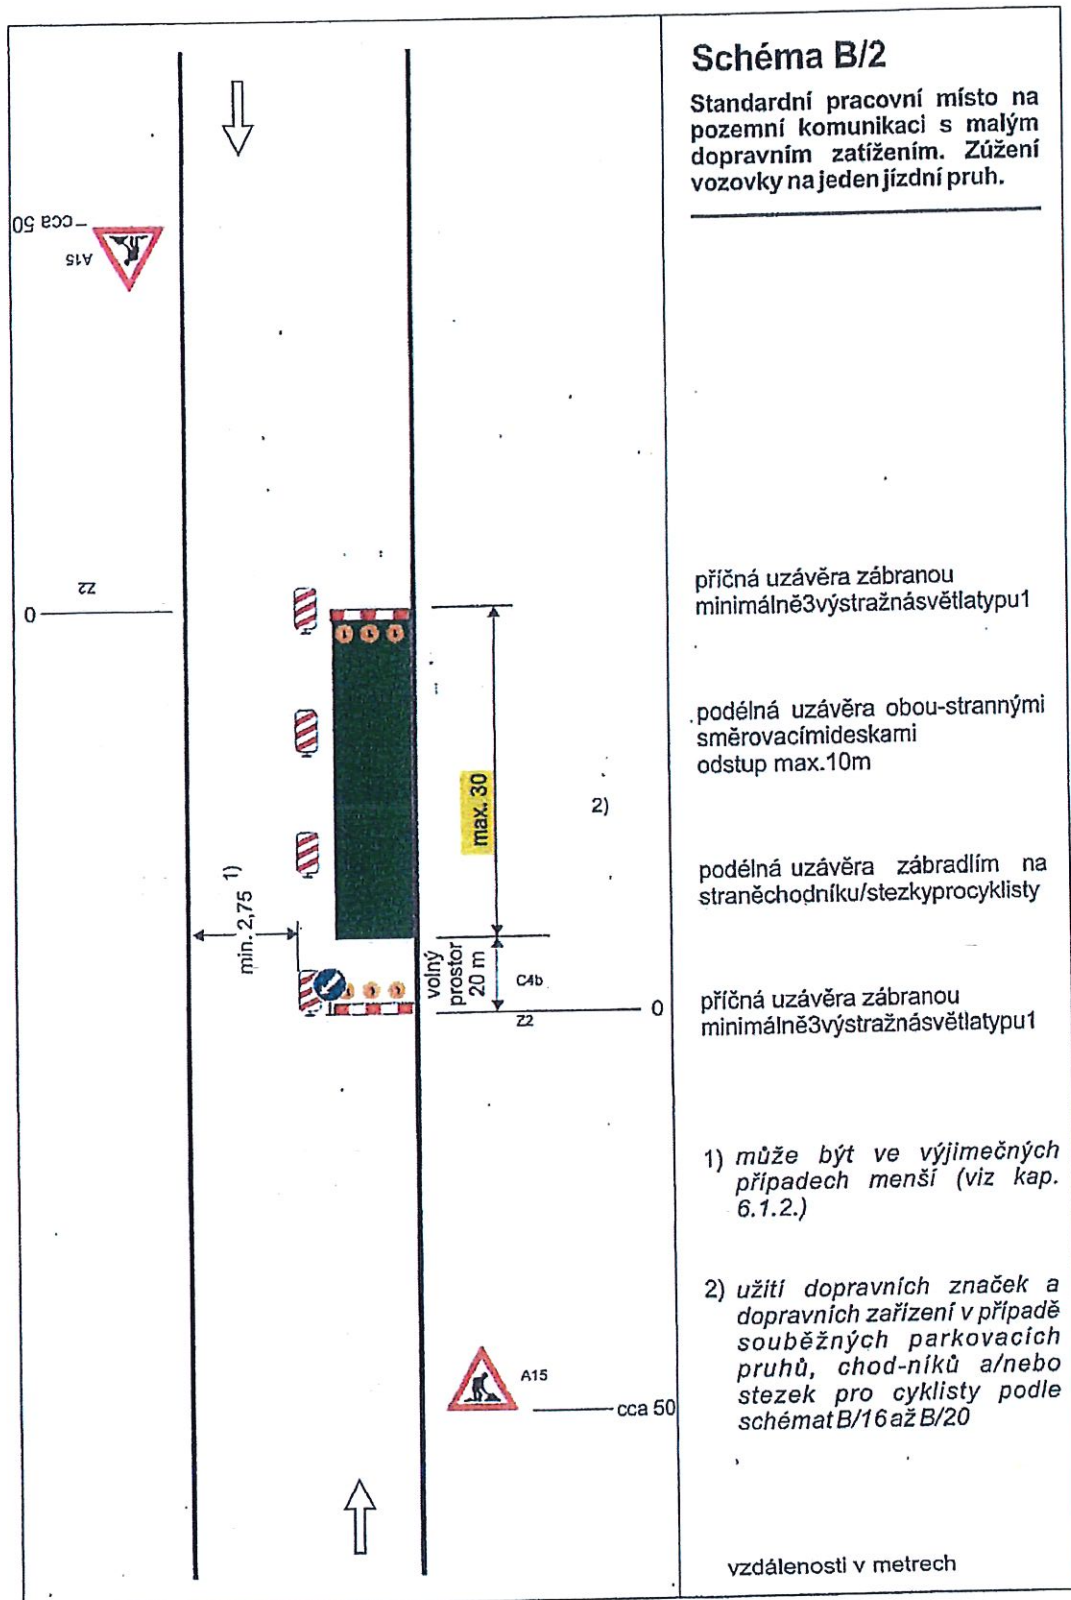 Schéma B/2
Standardní pracovní místo na
pozemní komunikaci s malým
dopravním zatížením. Zúžení
vozovky na jeden jízdní pruh.
cca 50
A15
Z2
0
příčná uzávěra zábranou
minimálně3výstražnásvětlatypu1
podélná uzávěra obou-strannými
směrovacímideskami
odstup max.10m
max. 30
2)
podélná uzávěra zábradlím na
straněchodníku/stezkyprocyklisty
min. 2,75 1)
volný
prostor
20 m
C4b
Z2
0
příčná uzávěra zábranou
minimálně3výstražnásvětlatypu1
1) může být ve výjimečných
případech menší (viz kap.
6.1.2.)
2) užití dopravních značek a
dopravních zařízení v případě
souběžných parkovacích
pruhů, chod-níků a/nebo
stezek pro cyklisty podle
schématB/16ažB/20
A15
cca 50
vzdálenosti v metrech